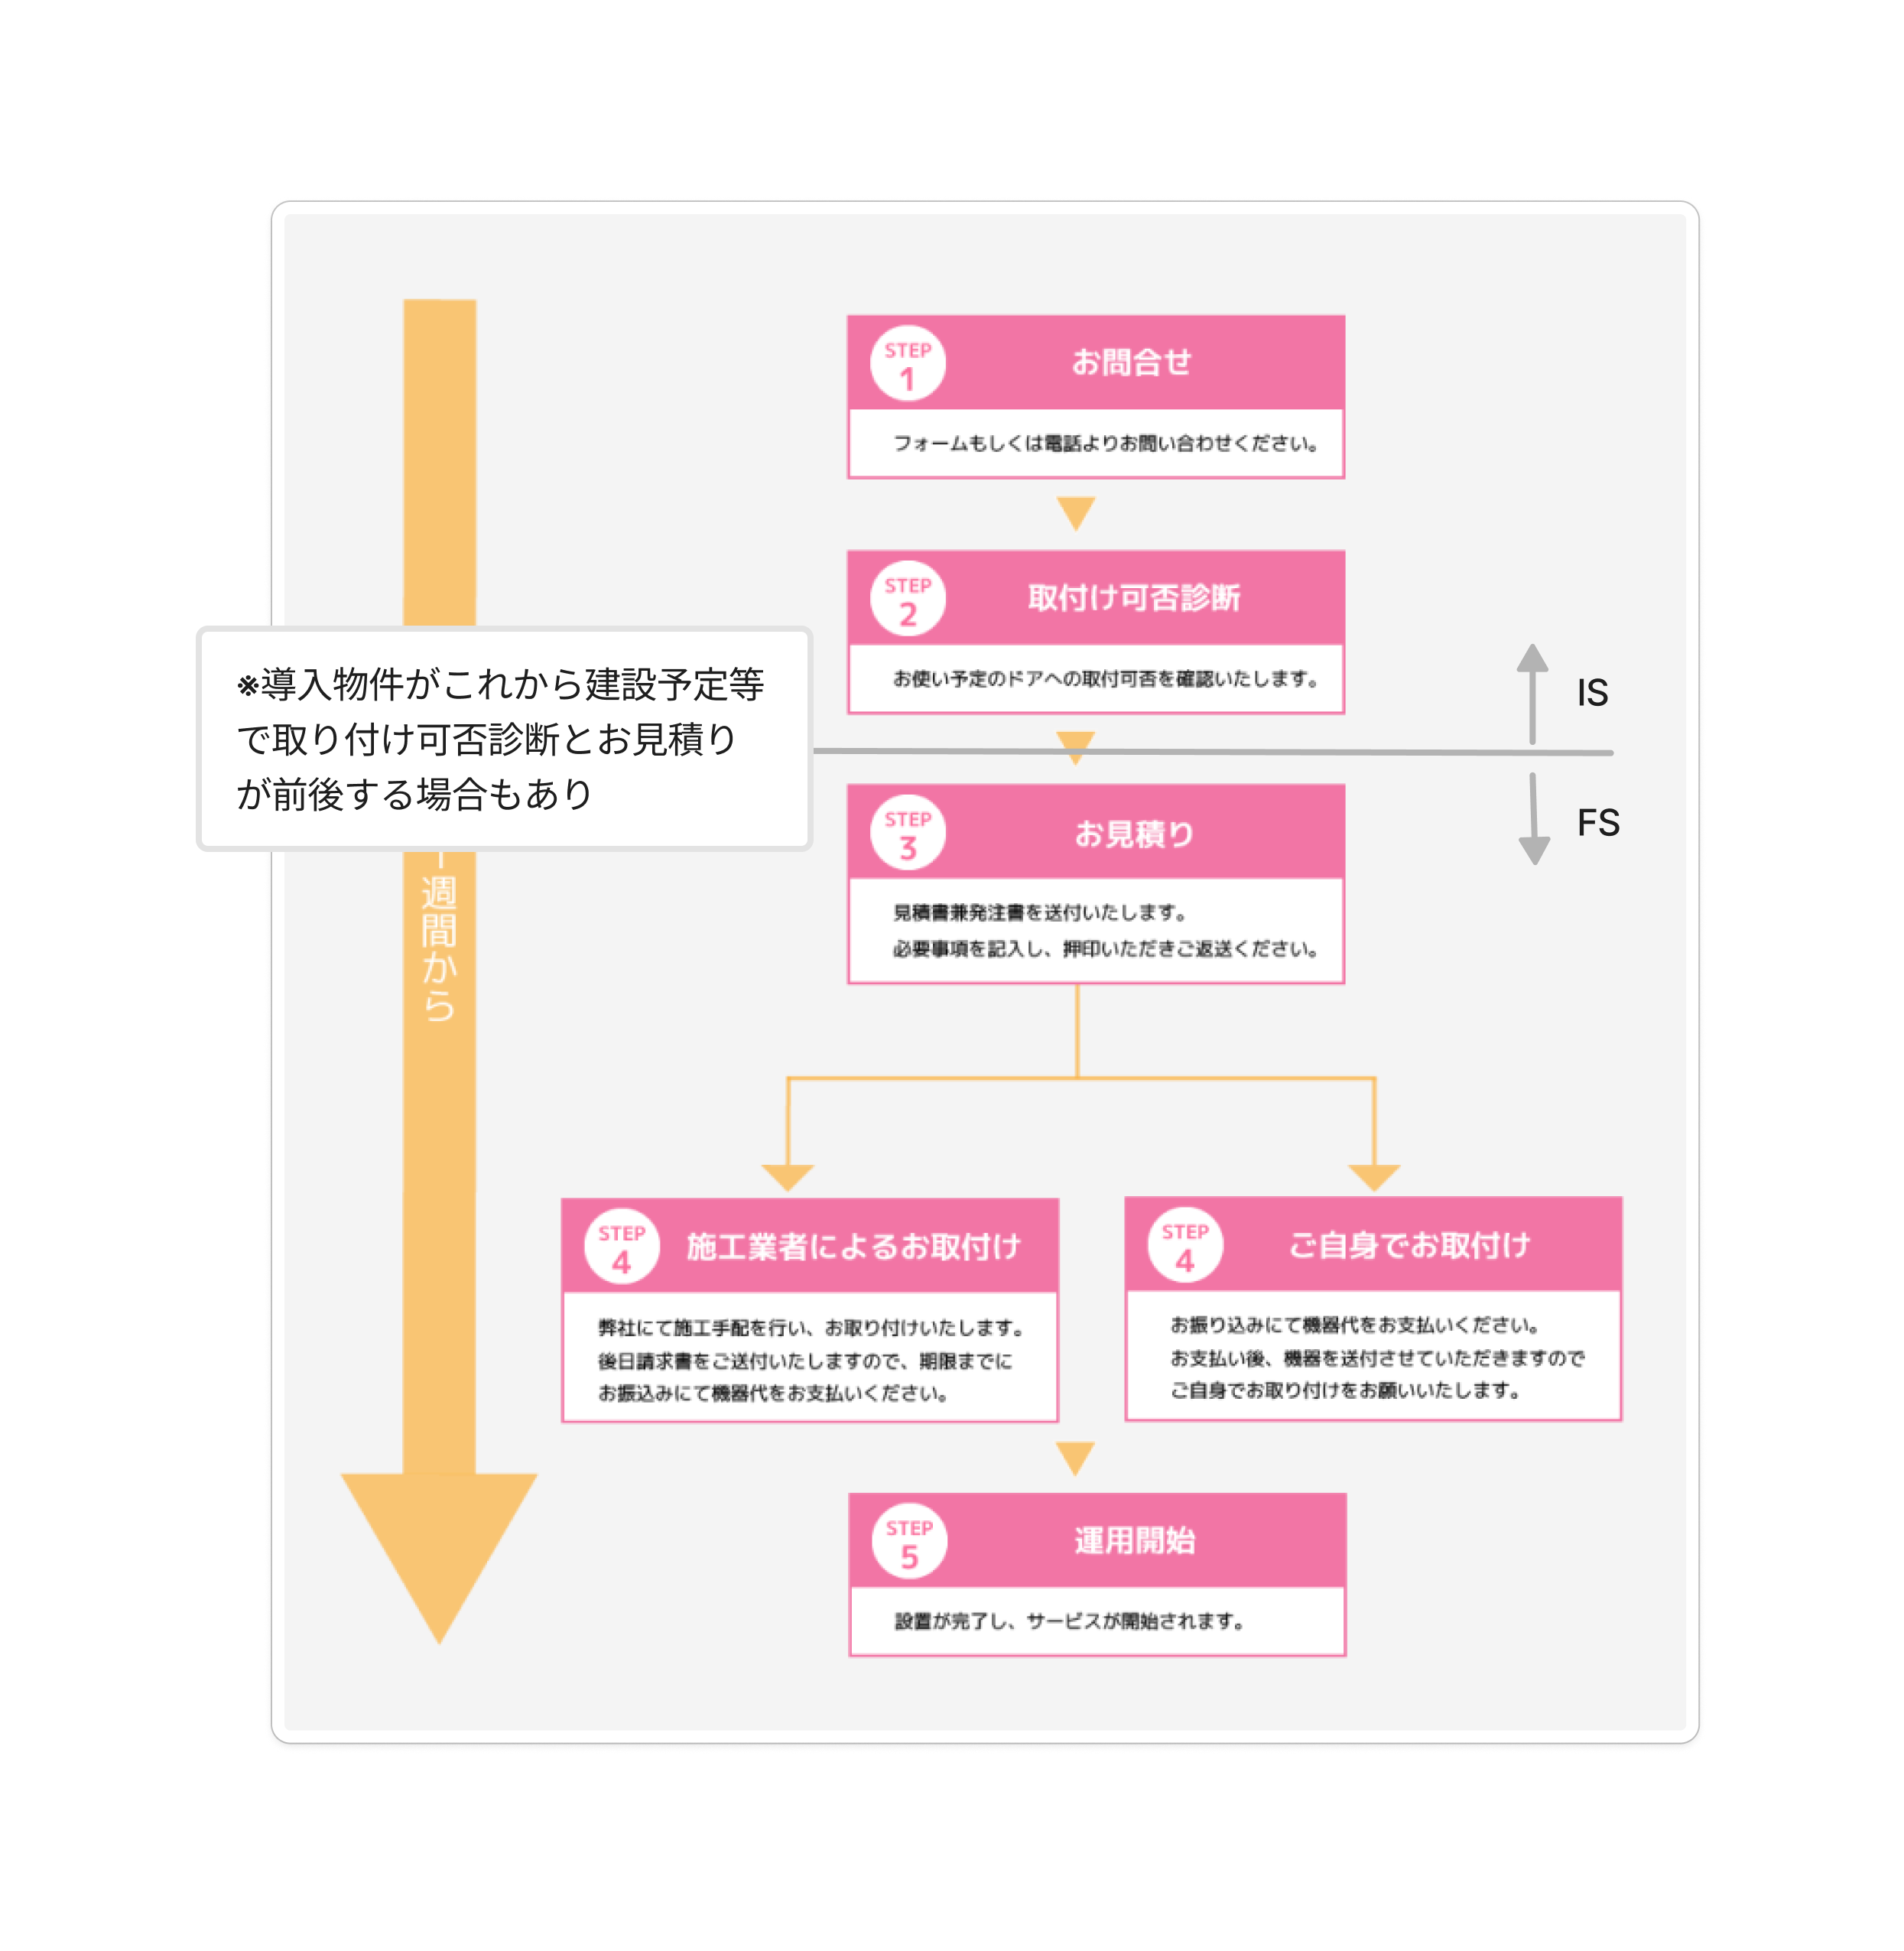 STEP
1
お問合せ
フォームもしくは電話よりお問い合わせください。
STEP
2
取付け可否診断
お使い予定のドアへの取付可否を確認いたします。
※導入物件がこれから建設予定等
で取り付け可否診断とお見積り
が前後する場合もあり
IS
FS
週間から
STEP
3
お見積り
見積書兼発注書を送付いたします。
必要事項を記入し、押印いただきご返送ください。
STEP
4
施工業者によるお取付け
弊社にて施工手配を行い、お取り付けいたします。
後日請求書をご送付いたしますので、期限までに
お振込みにて機器代をお支払いください。
STEP
4
ご自身でお取付け
お振り込みにて機器代をお支払いください。
お支払い後、機器を送付させていただきますので
ご自身でお取り付けをお願いいたします。
STEP
5
運用開始
設置が完了し、サービスが開始されます。